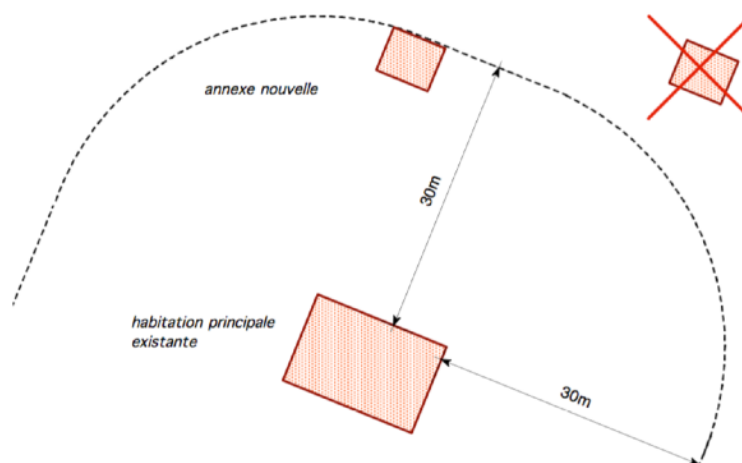 annexe nouvelle
30m
habitation principale
existante
30m